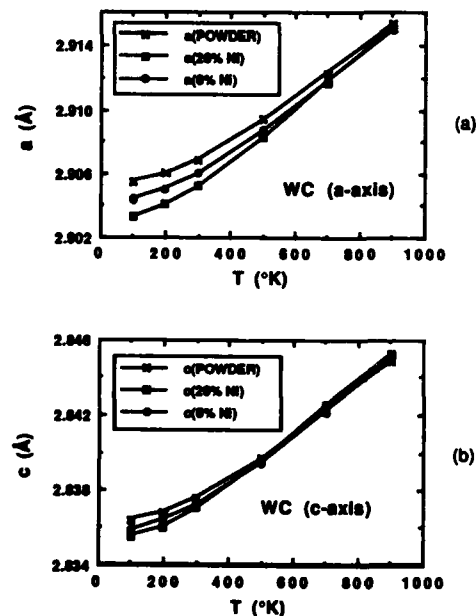 2.914
2.910
2.906
2.902
a (Å)
a(POWDER)
a(20% Ni)
a(5% Ni)
WC (a-axis)
(a)
0 200 400 600 800 1000
T (°K)
2.846
2.842
2.838
2.834
c (Å)
c(POWDER)
c(20% Ni)
c(5% Ni)
WC (c-axis)
(b)
0 200 400 600 800 1000
T (°K)